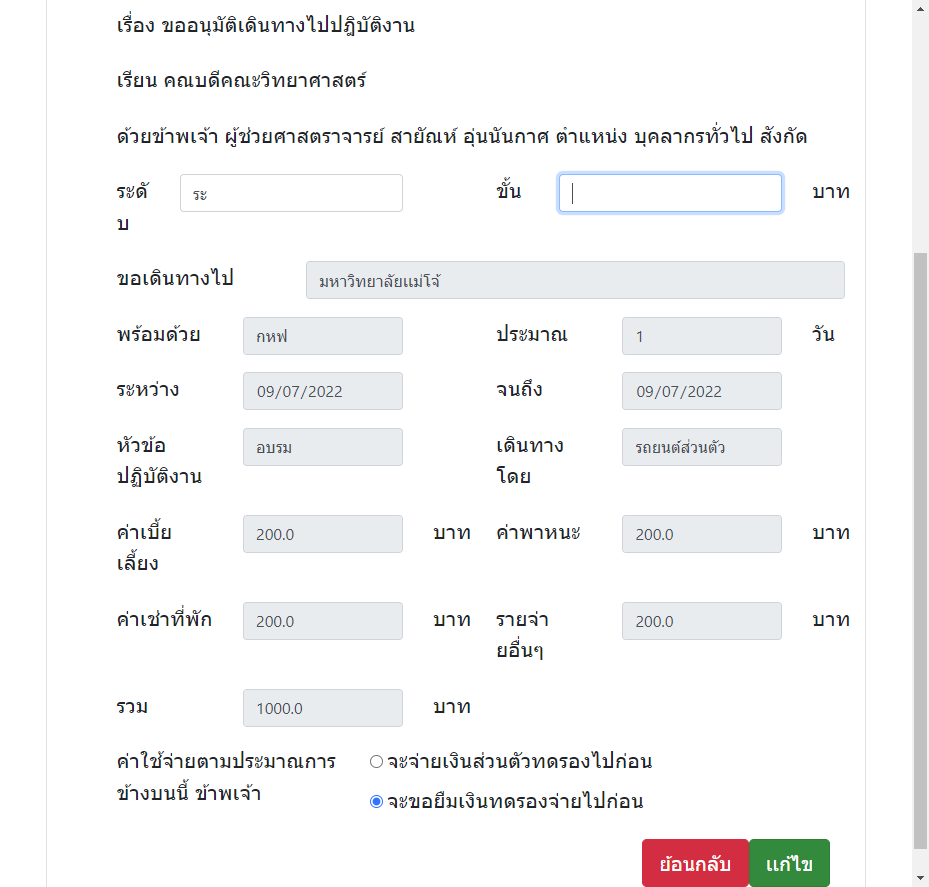 เรื่อง ขออนุมัติเดินทางไปปฏิบัติงาน
เรียน คณบดีคณะวิทยาศาสตร์
ด้วยข้าพเจ้า ผู้ช่วยศาสตราจารย์ สายัณห์ อุ่นนันกาศ ตำแหน่ง บุคลากรทั่วไป สังกัด
ระดั ระ ขั้น บาท
บ
ขอเดินทางไป มหาวิทยาลัยแม่โจ้
พร้อมด้วย กหฟ ประมาณ 1 วัน
ระหว่าง 09/07/2022 จนถึง 09/07/2022
หัวข้อ อบรม เดินทาง รถยนต์ส่วนตัว
ปฏิบัติงาน โดย
ค่าเบี้ย 200.0 บาท ค่าพาหนะ 200.0 บาท
เลี้ยง
ค่าเช่าที่พัก 200.0 บาท รายจ่า 200.0 บาท
ยอื่นๆ
รวม 1000.0 บาท
ค่าใช้จ่ายตามประมาณการ จะจ่ายเงินส่วนตัวทดรองไปก่อน
ข้างบนนี้ ข้าพเจ้า จะขอยืมเงินทดรองจ่ายไปก่อน
ย้อนกลับ แก้ไข